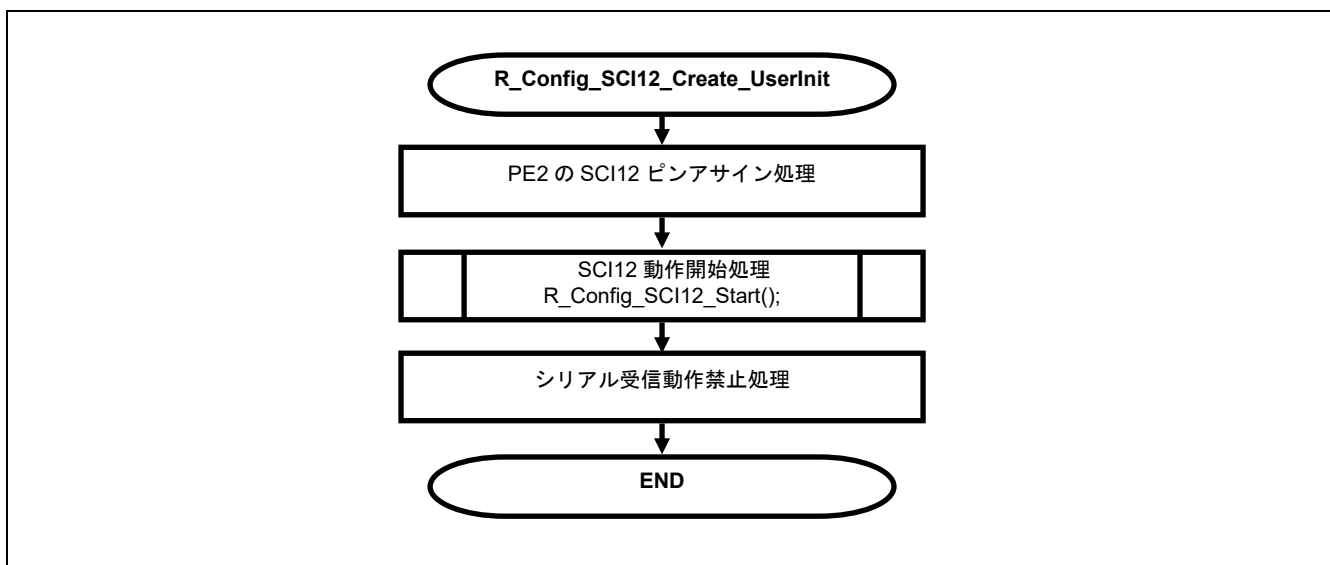 R_Config_SCI12_Create_UserInit
PE2 の SCI12 ピンアサイン処理
SCI12 動作開始処理
R_Config_SCI12_Start();
シリアル受信動作禁止処理
END